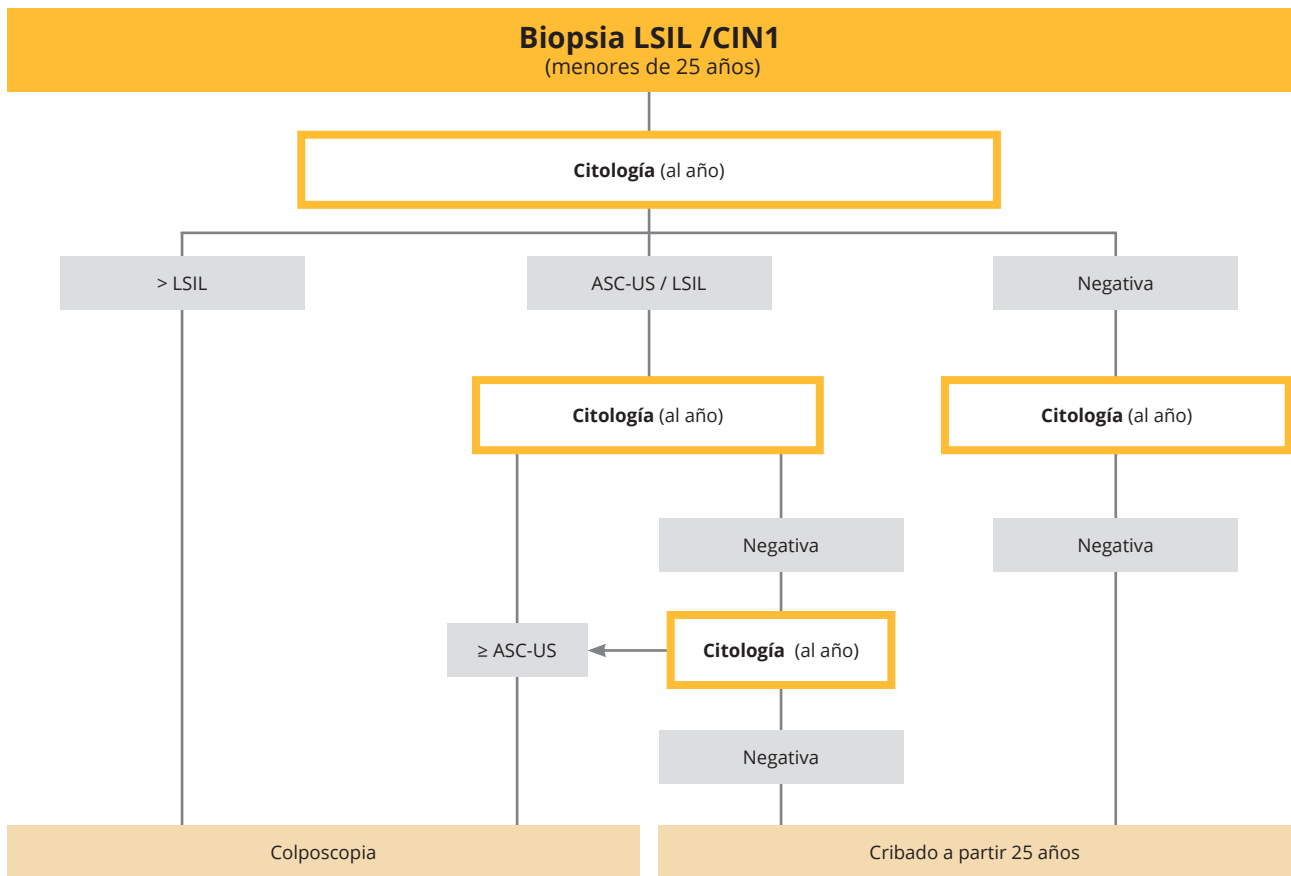 Biopsia LSIL /CIN1
(menores de 25 años)
Citología (al año)
> LSIL
ASC-US / LSIL
Negativa
Citología (al año)
Citología (al año)
Negativa
Negativa
≥ ASC-US
Citología (al año)
Negativa
Colposcopia
Cribado a partir 25 años